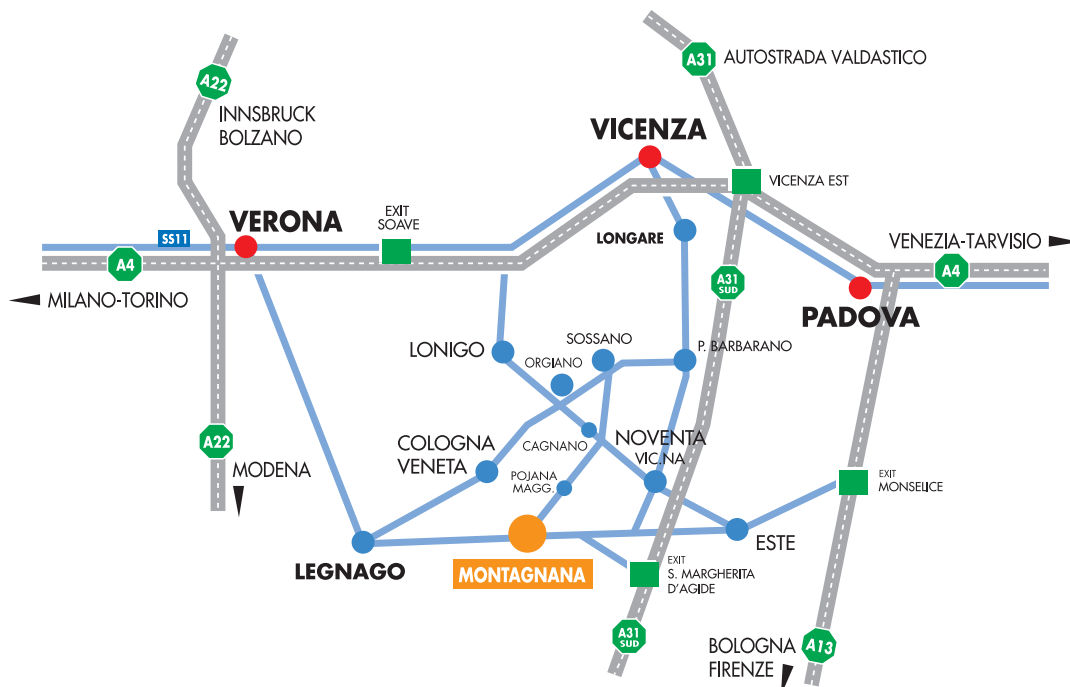 A31
AUTOSTRADA VALDASTICO
A22
INNSBRUCK
BOLZANO
VICENZA
VICENZA EST
EXIT
SOAVE
VERONA
SS11
LONGARE
VENEZIA-TARVISIO
A4
A4
MILANO-TORINO
A31
SUD
PADOVA
SOSSANO
LONIGO
ORGIANO
P. BARBARANO
A22
COLOGNA
VENETA
CAGNANO
NOVENTA
VIC.NA
MODENA
POJANA
MAGG.
EXIT
MONSELICE
ESTE
LEGNAGO
MONTAGNANA
EXIT
S. MARGHERITA
D'AGIDE
A31
SUD
BOLOGNA
FIRENZE
A13